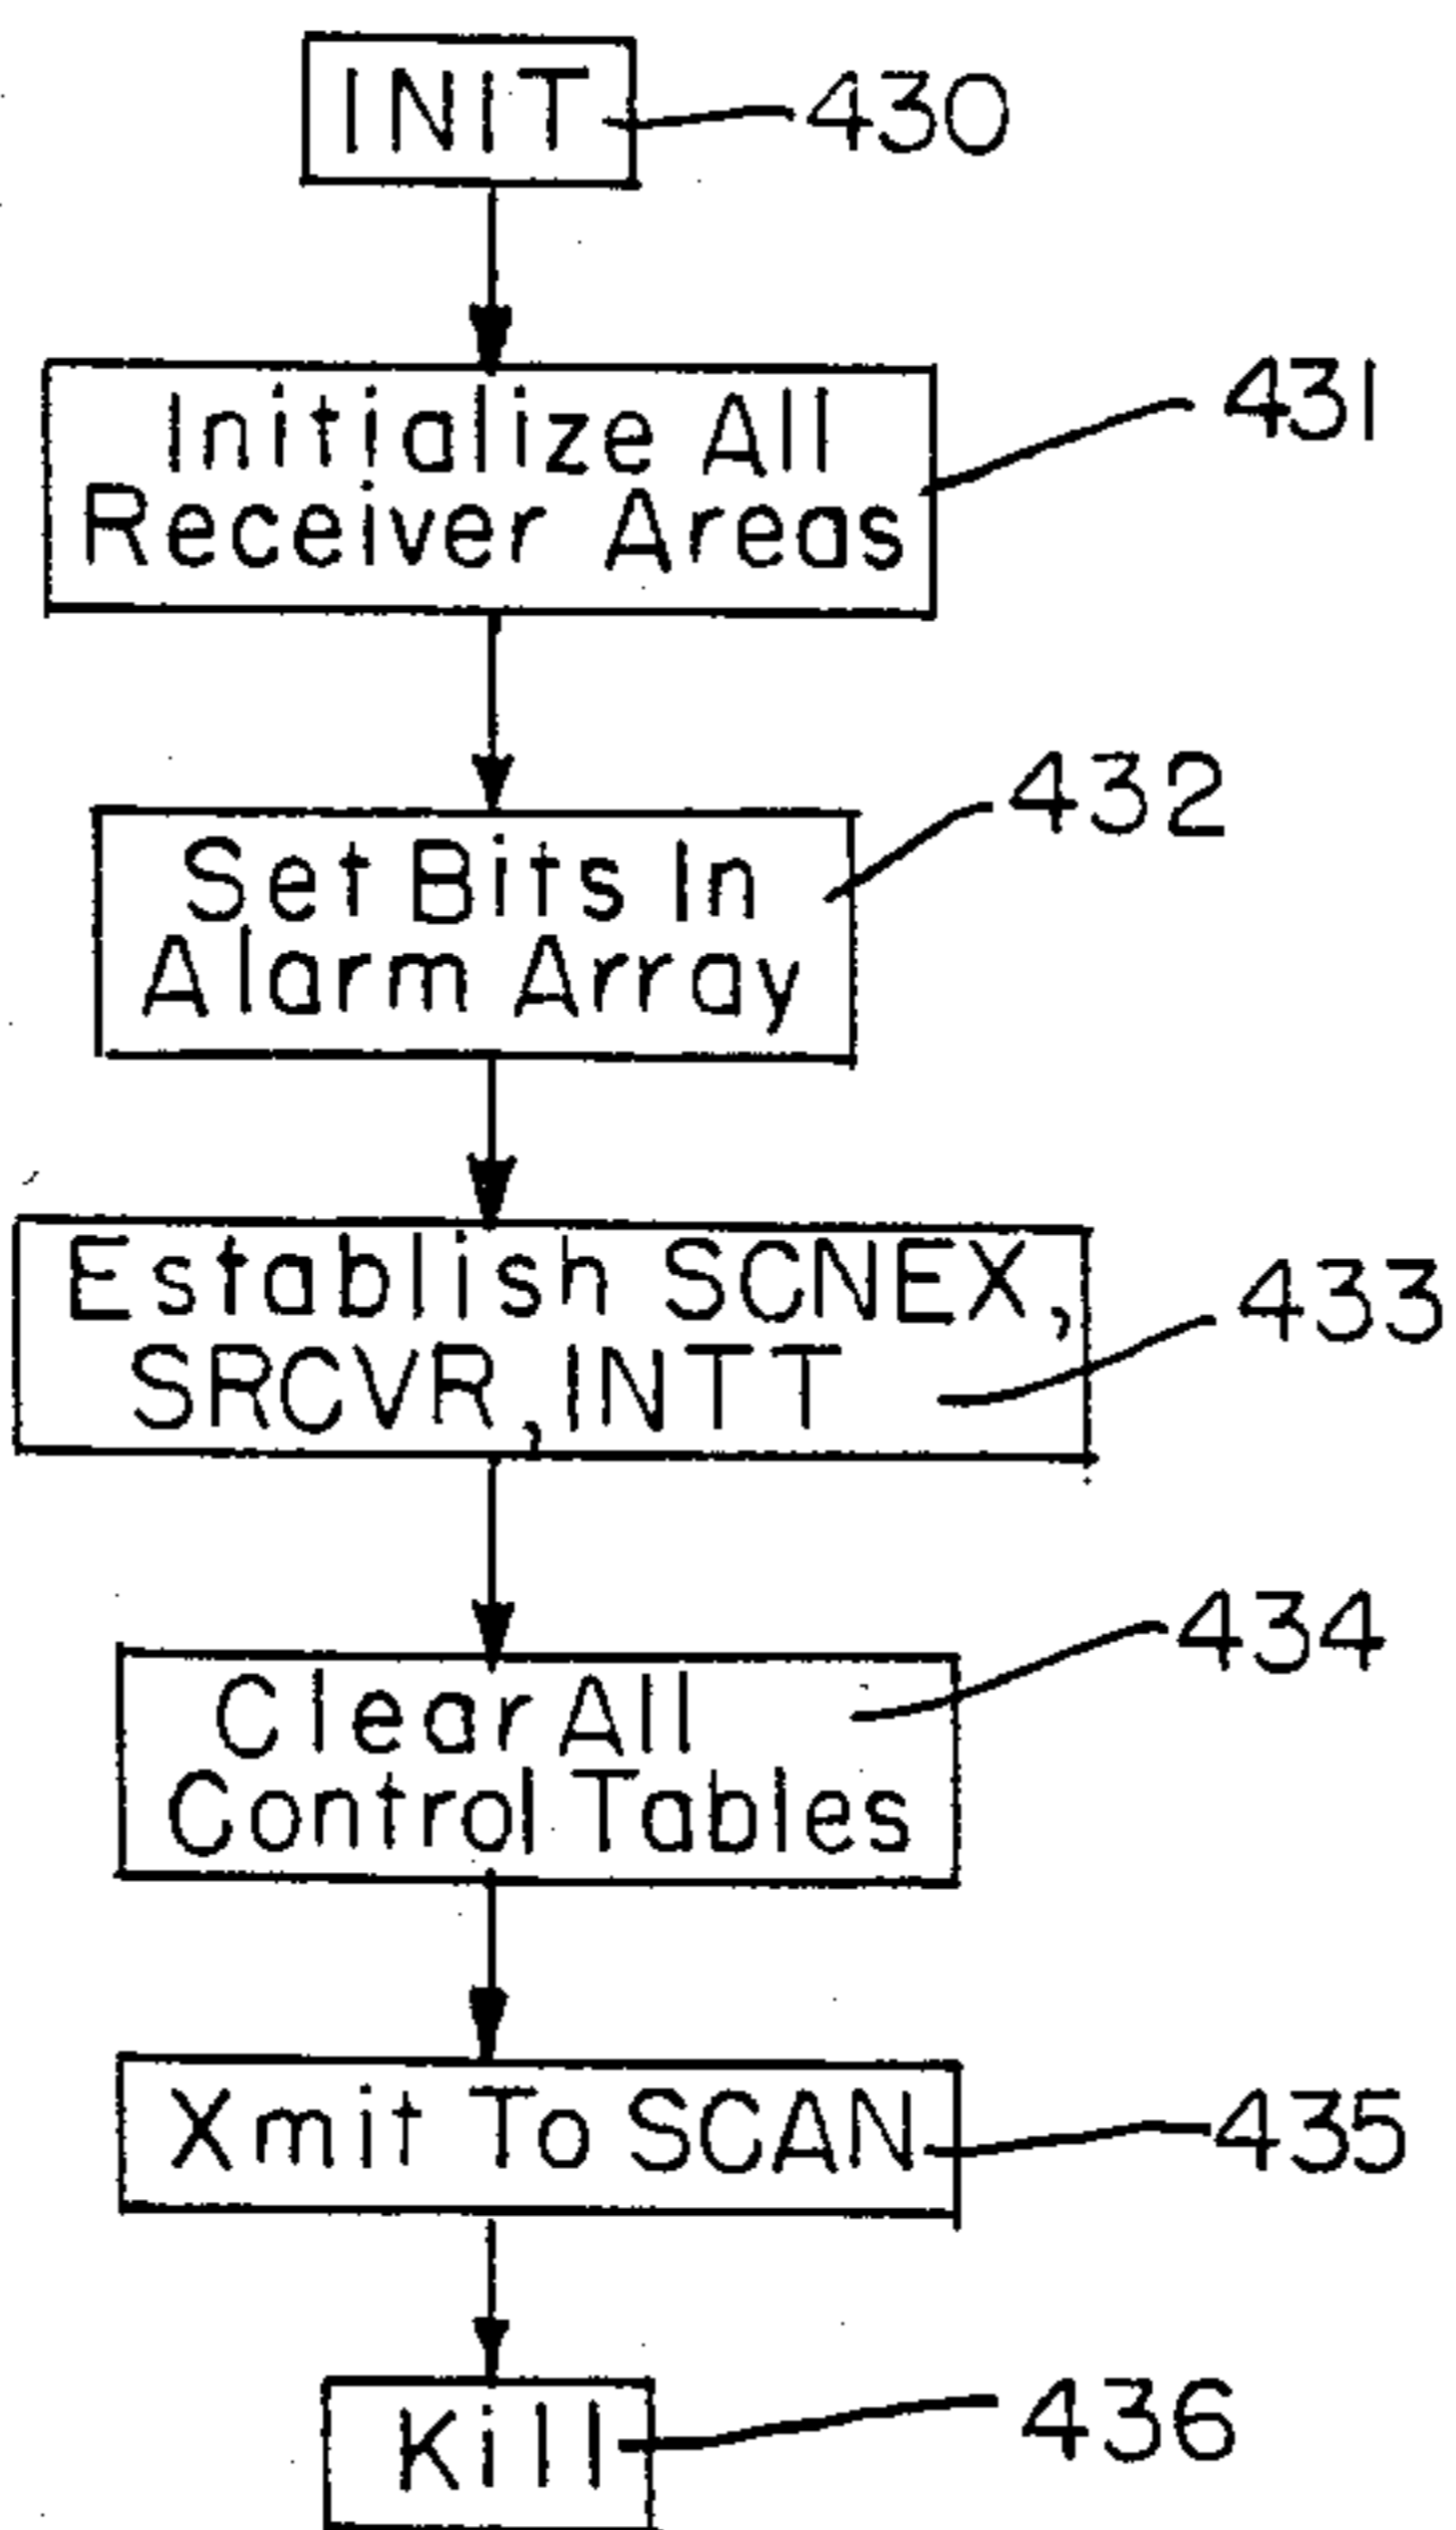 INIT
430
Initialize All
Receiver Areas
431
Set Bits In
Alarm Array
432
Establish SCNEX,
SRCVR, INTT
433
Clear All
Control Tables
434
Xmit To SCAN
435
Kill
436